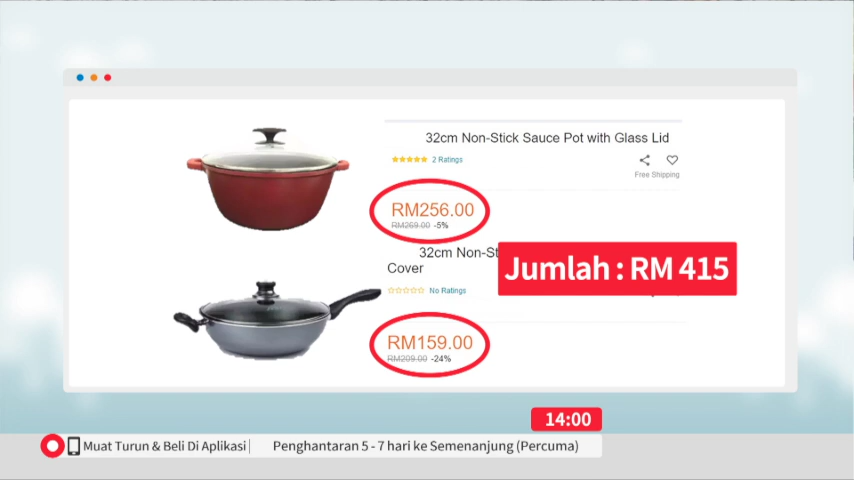 32cm Non-Stick Sauce Pot with Glass Lid
2 Ratings
Free Shipping
RM256.00
RM269.00 -5%
32cm Non-St
Cover
Jumlah : RM 415
No Ratings
RM159.00
RM209.00 -24%
14:00
Muat Turun & Beli Di Aplikasi
Penghantaran 5 - 7 hari ke Semenanjung (Percuma)